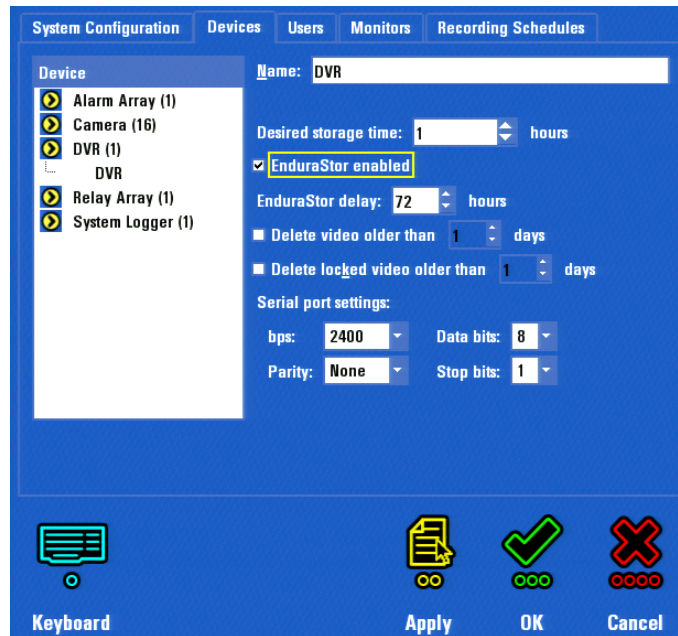 System Configuration Devices Users Monitors Recording Schedules
Device
Alarm Array (1)
Camera (16)
DVR (1)
DVR
Relay Array (1)
System Logger (1)
Name: DVR
Desired storage time: 1 hours
EnduraStor enabled
EnduraStor delay: 72 hours
Delete video older than 1 days
Delete locked video older than 1 days
Serial port settings:
bps: 2400 Data bits: 8
Parity: None Stop bits: 1
Keyboard Apply OK Cancel